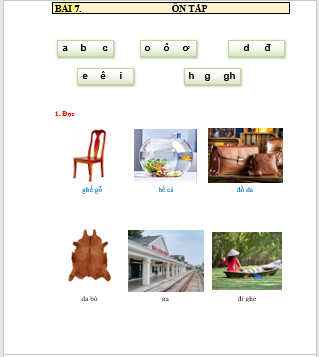 BÀI 7. ÔN TẬP
a b c
o ô ơ
d đ
e ê i
h g gh
1. Đọc
ghế gỗ
bể cá
đồ da
da bò
ga
đi ghe